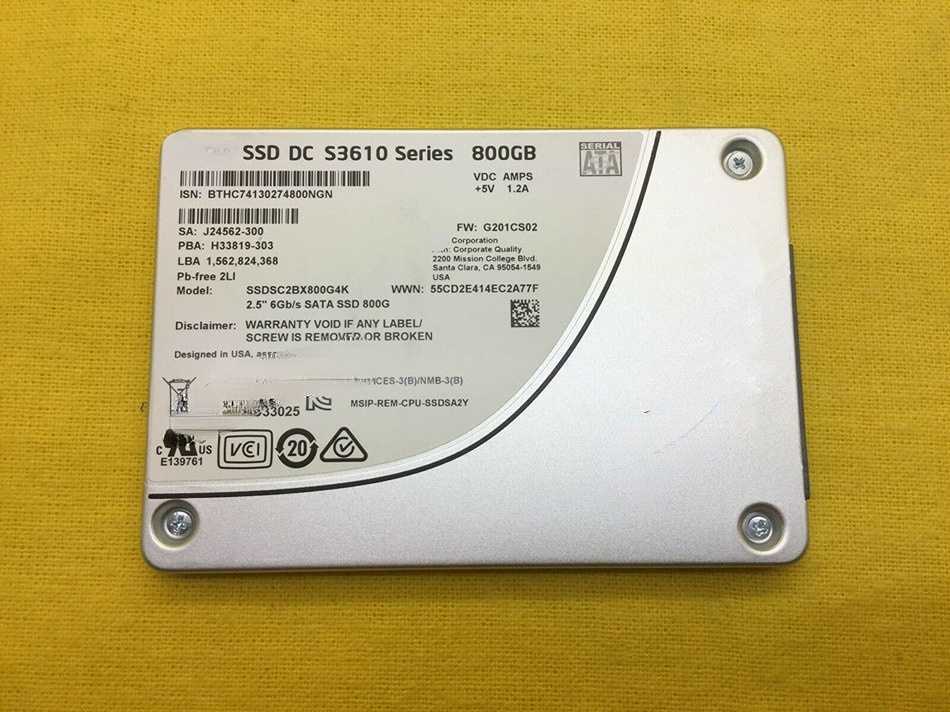 SSD DC S3610 Series 800GB
SERIAL
ATA
VDC AMPS
+5V 1.2A
ISN: BTHC74130274800NGN
SA: J24562-300
PBA: H33819-303
LBA 1,562,824,368
Pb-free 2LI
FW: G201CS02
Corporation
Corporate Quality
2200 Mission College Blvd.
Santa Clara, CA 95054-1549
USA
Model: SSDSC2BX800G4K
WWN: 55CD2E414EC2A77F
2.5" 6Gb/s SATA SSD 800G
Disclaimer: WARRANTY VOID IF ANY LABEL/
SCREW IS REMOVED OR BROKEN
Designed in USA,
ICES-3(B)/NMB-3(B)
33025
MSIP-REM-CPU-SSDSA2Y
C US
E139761
VCI
20